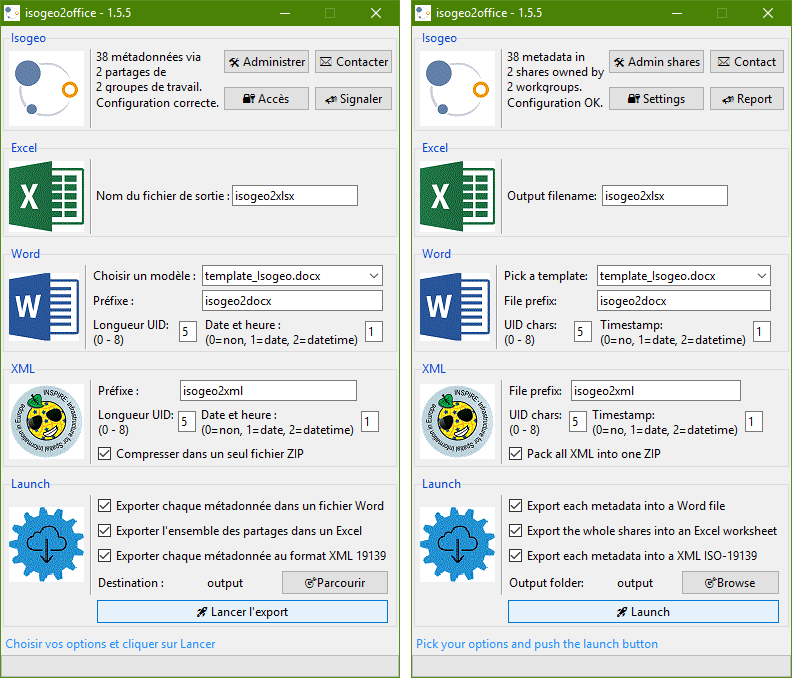 isogeo2office - 1.5.5
Isogeo
38 métadonnées via
2 partages de
2 groupes de travail.
Configuration correcte.
Administrer
Contacter
Accès
Signaler
Excel
Nom du fichier de sortie : isogeo2xlsx
Word
Choisir un modèle : template_Isogeo.docx
Préfixe : isogeo2docx
Longueur UID:
(0 - 8)
5
Date et heure :
(0=non, 1=date, 2=datetime)
1
XML
INSPIRE: Infrastructure for Spatial Information in Europe
Préfixe : isogeo2xml
Longueur UID:
(0 - 8)
5
Date et heure :
(0=non, 1=date, 2=datetime)
1
Compresser dans un seul fichier ZIP
Launch
Exporter chaque métadonnée dans un fichier Word
Exporter l'ensemble des partages dans un Excel
Exporter chaque métadonnée au format XML 19139
Destination : output Parcourir
Lancer l'export
Choisir vos options et cliquer sur Lancer
isogeo2office - 1.5.5
Isogeo
38 metadata in
2 shares owned by
2 workgroups.
Configuration OK.
Admin shares
Contact
Settings
Report
Excel
Output filename: isogeo2xlsx
Word
Pick a template: template_Isogeo.docx
File prefix: isogeo2docx
UID chars:
(0 - 8)
5
Timestamp:
(0=no, 1=date, 2=datetime)
1
XML
INSPIRE: Infrastructure for Spatial Information in Europe
File prefix: isogeo2xml
UID chars:
(0 - 8)
5
Timestamp:
(0=no, 1=date, 2=datetime)
1
Pack all XML into one ZIP
Launch
Export each metadata into a Word file
Export the whole shares into an Excel worksheet
Export each metadata into a XML ISO-19139
Output folder: output Browse
Launch
Pick your options and push the launch button